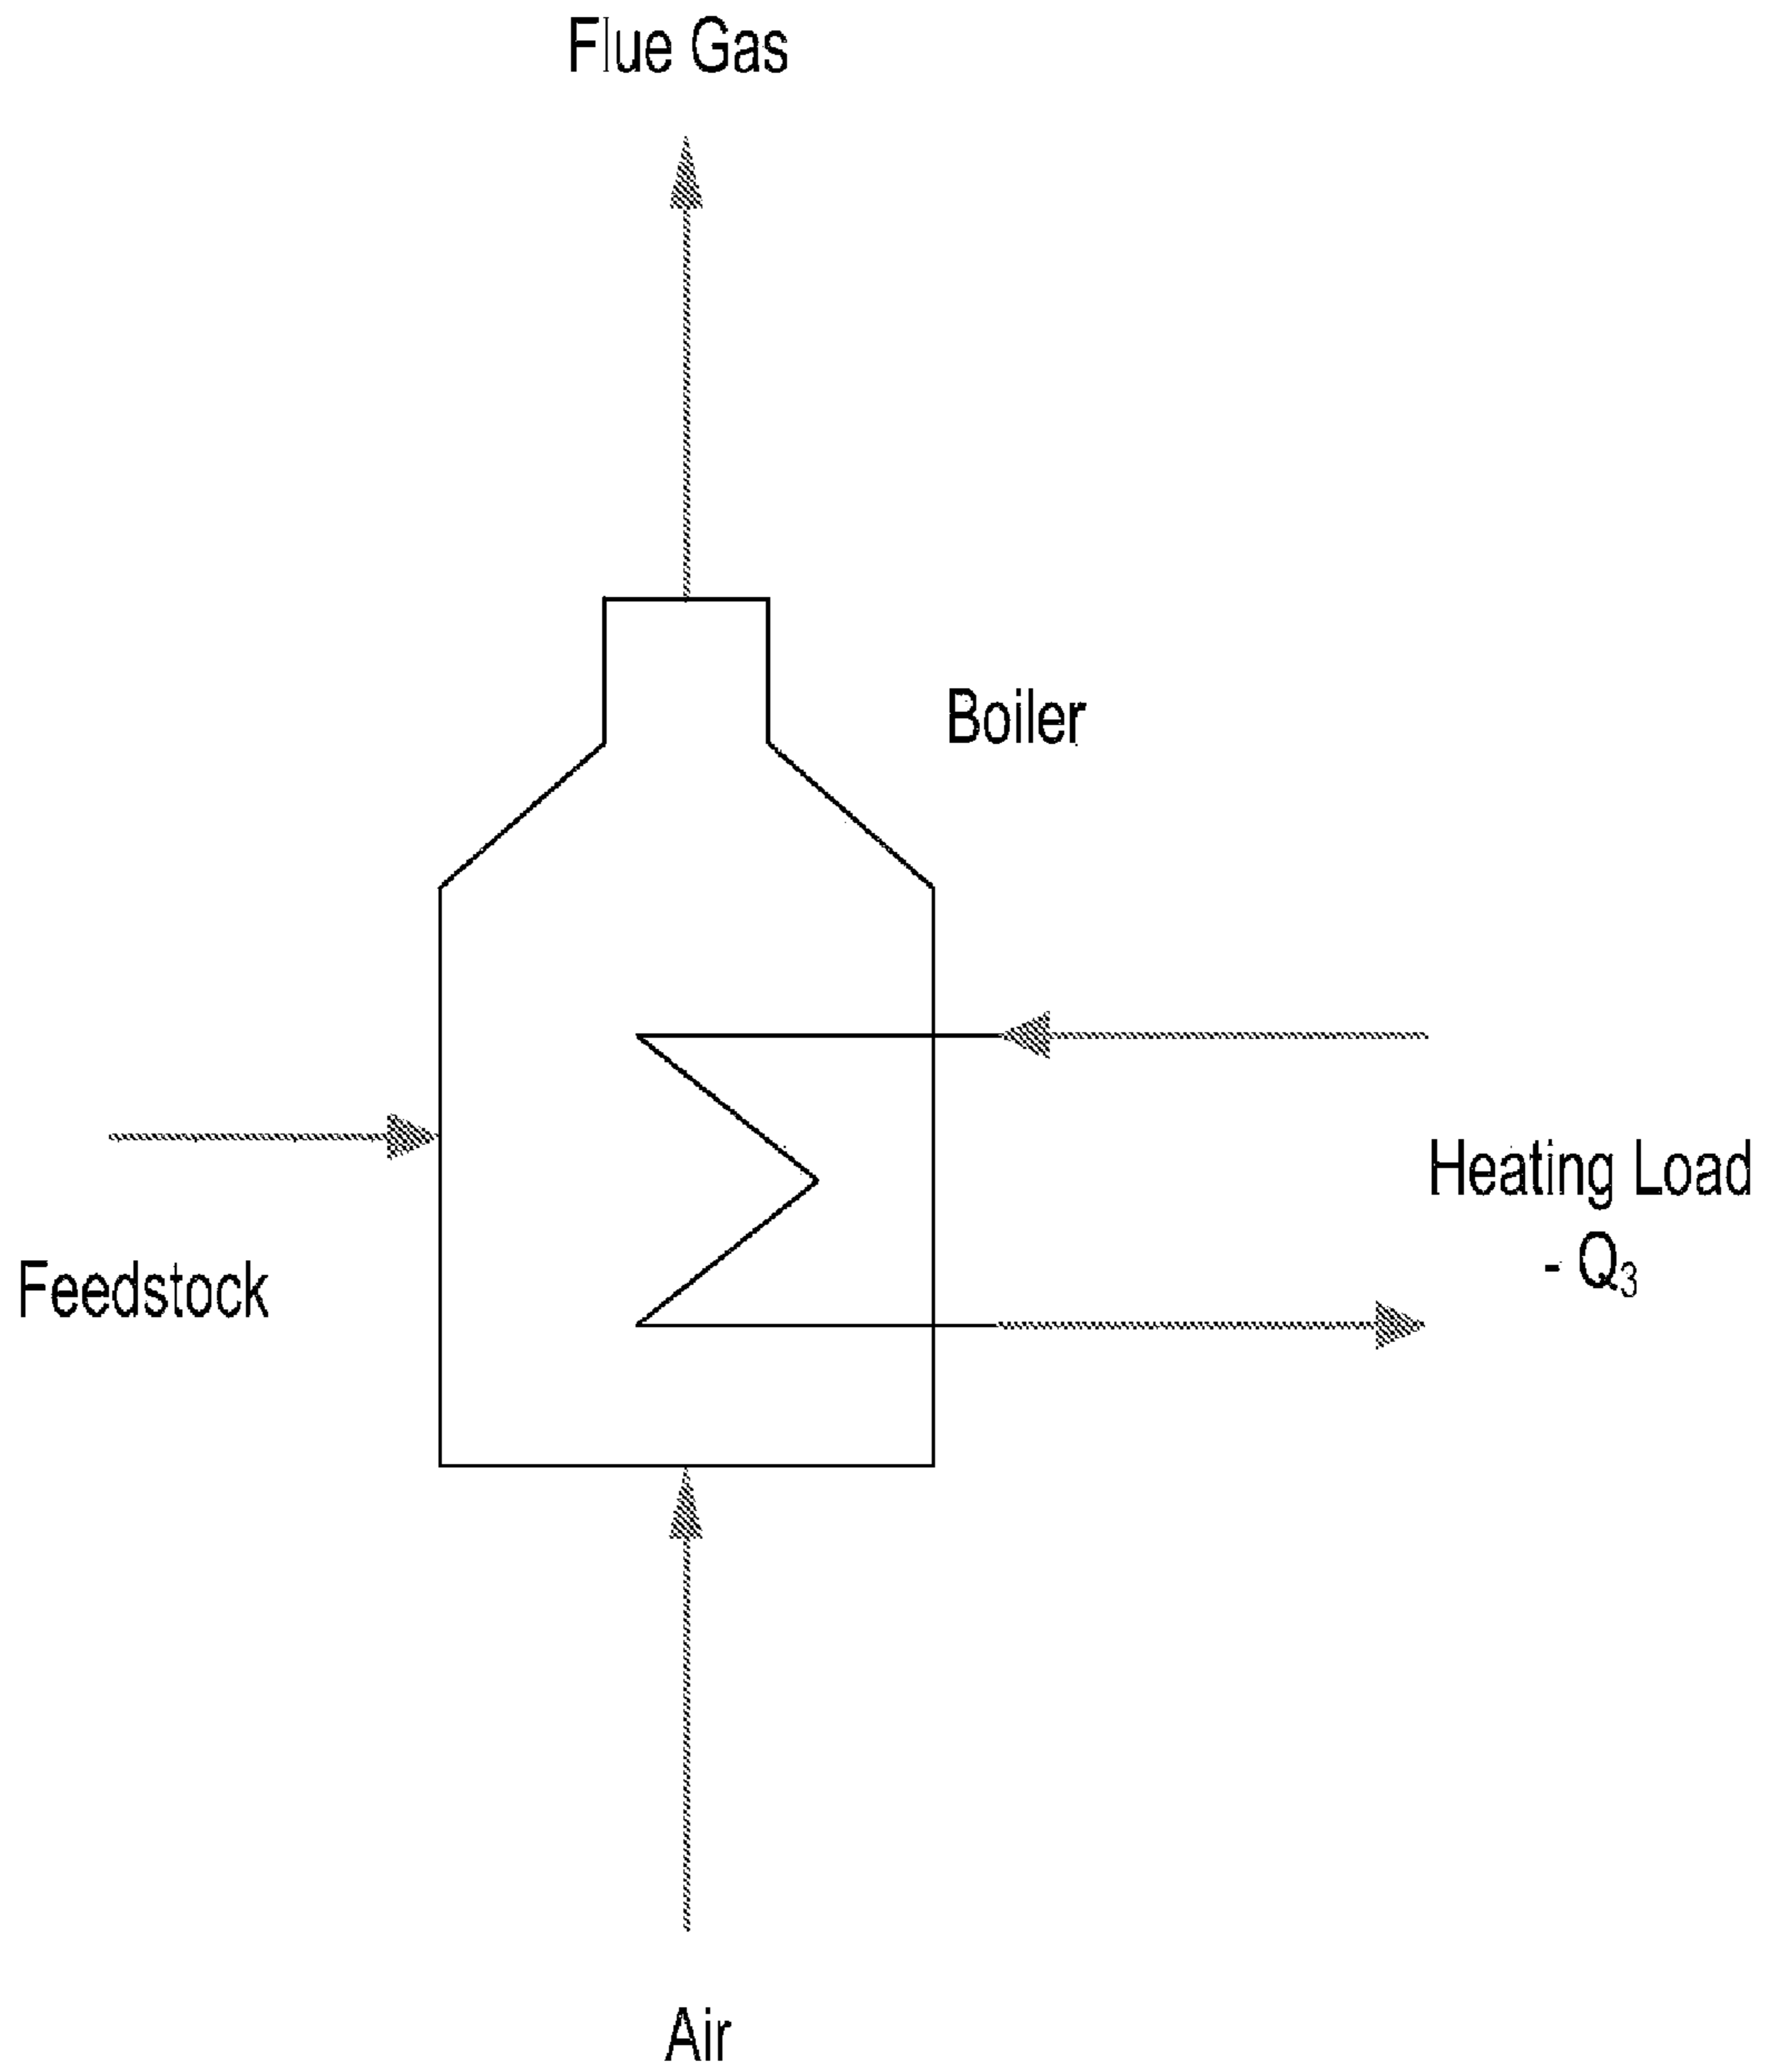 Flue Gas
Boiler
Heating Load
- Q₃
Feedstock
Air